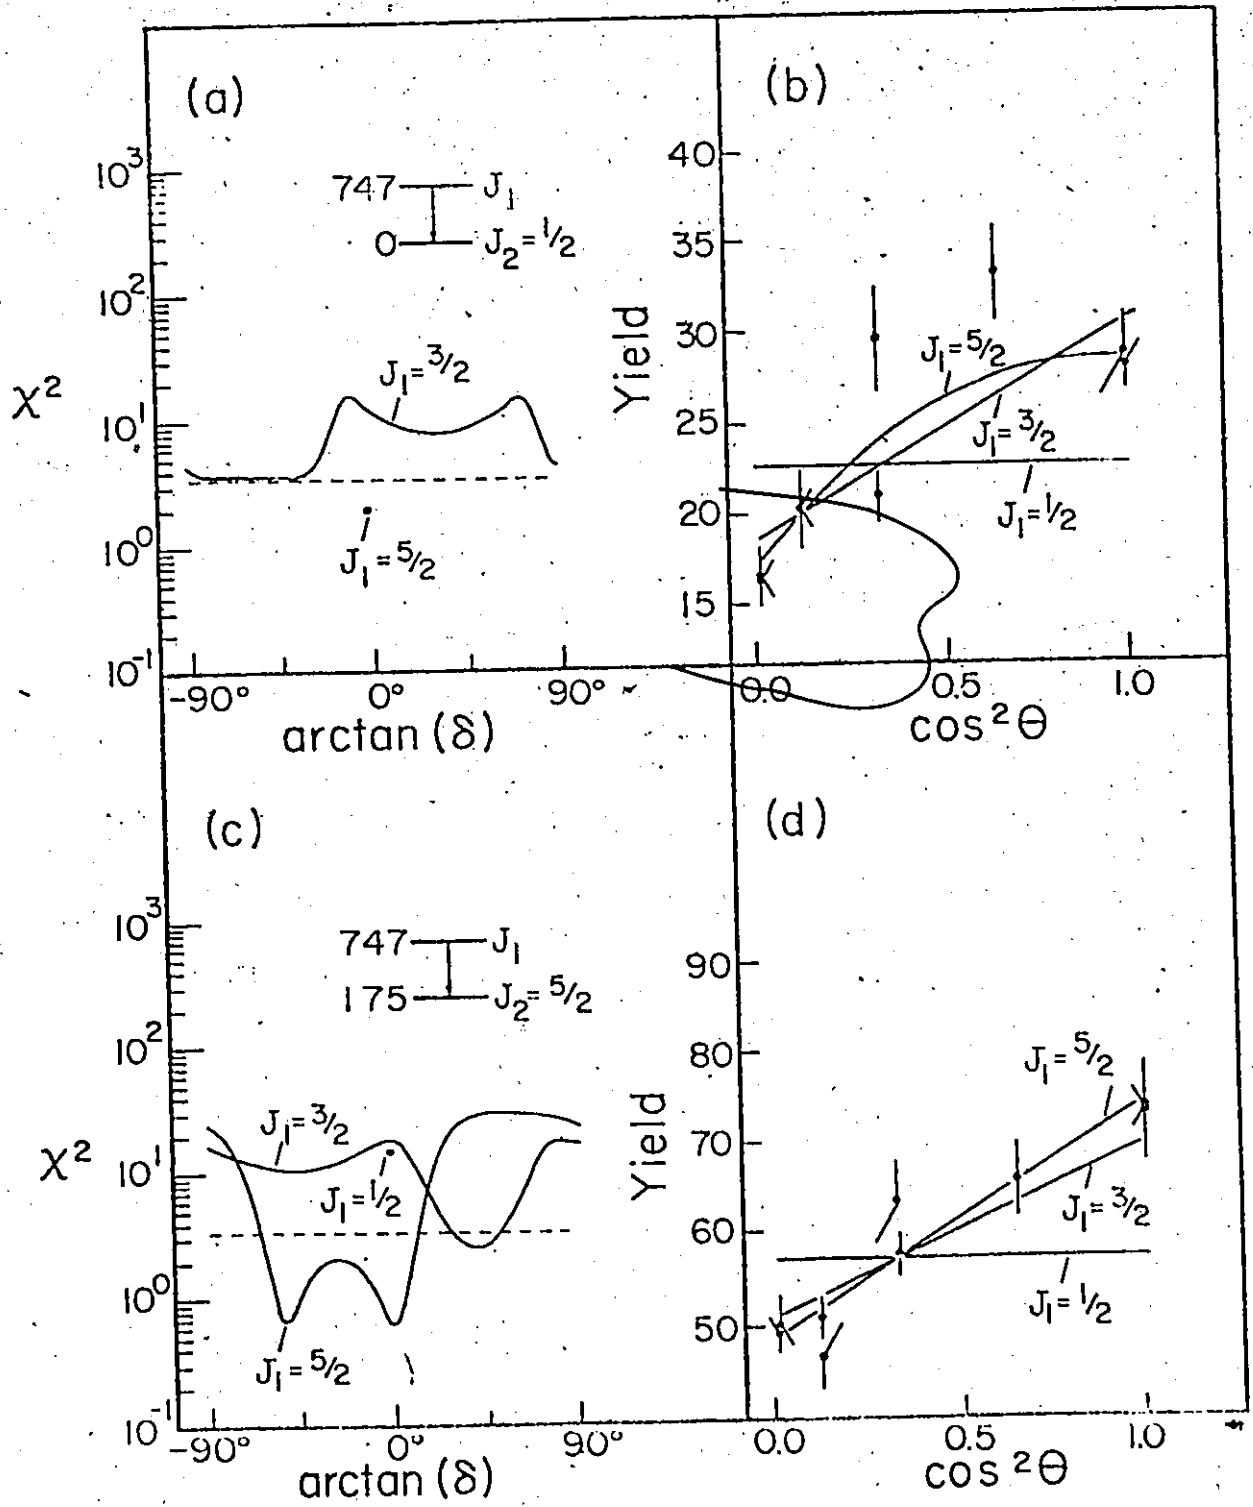 (a)
10³
10²
10¹
10⁰
10⁻¹
χ²
747 J₁
0 J₂=1/2
J₁=3/2
J₁=5/2
-90° 0° 90°
arctan (δ)
(b)
40
35
30
25
20
15
Yield
J₁=5/2
J₁=3/2
J₁=1/2
0.0 0.5 1.0
cos²θ
(c)
10³
10²
10¹
10⁰
10⁻¹
χ²
747 J₁
175 J₂=5/2
J₁=3/2
J₁=1/2
J₁=5/2
-90° 0° 90°
arctan (δ)
(d)
90
80
70
60
50
Yield
J₁=5/2
J₁=3/2
J₁=1/2
0.0 0.5 1.0
cos²θ